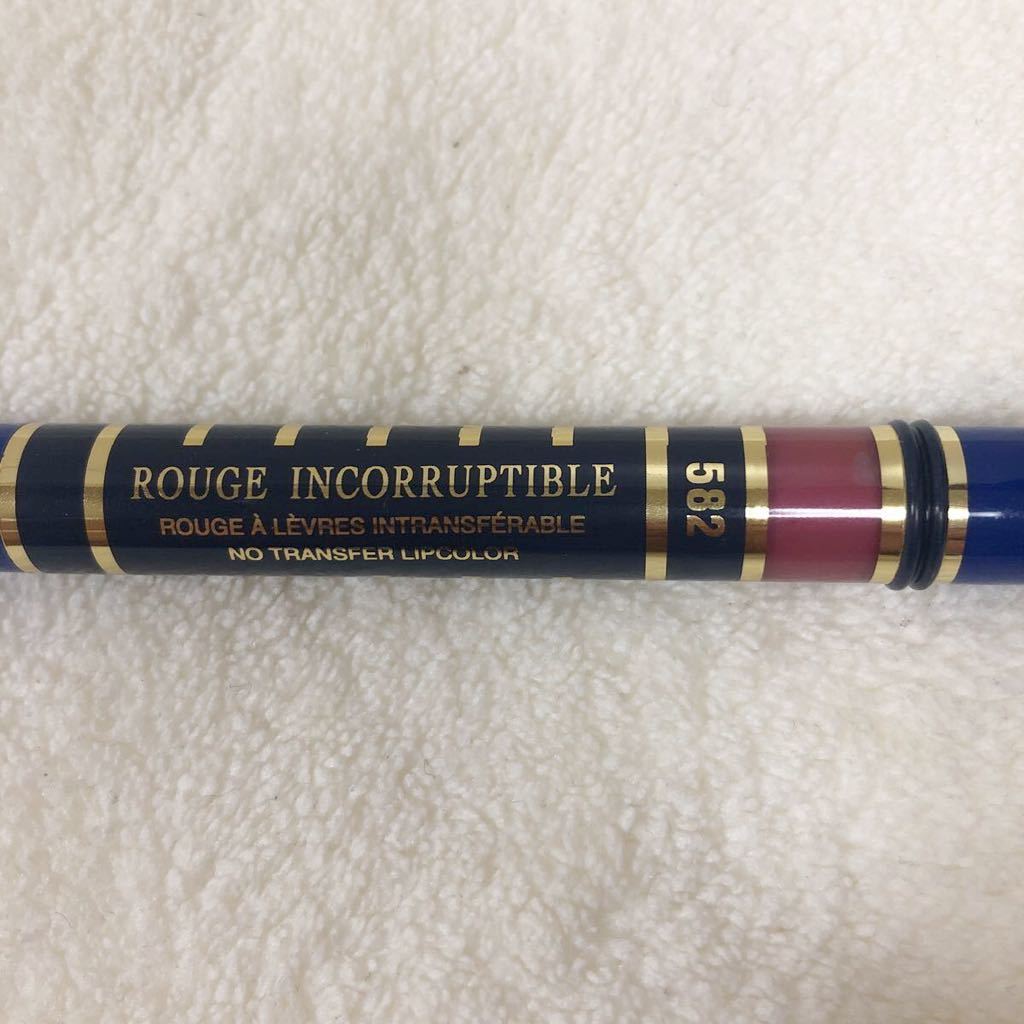 ROUGE INCORRUPTIBLE
ROUGE À LÈVRES INTRANSFÉRABLE
NO TRANSFER LIPCOLOR
582